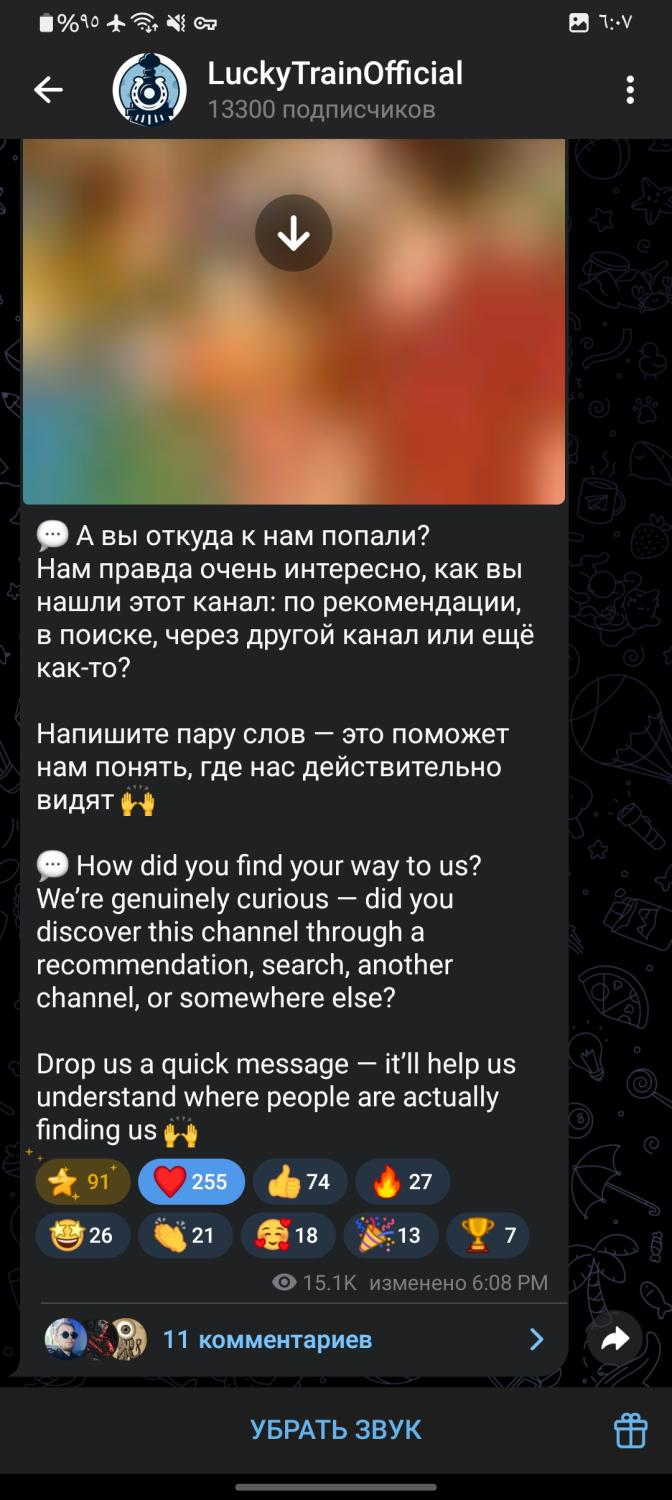 %٩٥
٦:٠٧
LuckyTrainOfficial
13300 подписчиков
А вы откуда к нам попали?
Нам правда очень интересно, как вы
нашли этот канал: по рекомендации,
в поиске, через другой канал или ещё
как-то?
Напишите пару слов — это поможет
нам понять, где нас действительно
видят 🙌
💬 How did you find your way to us?
We’re genuinely curious — did you
discover this channel through a
recommendation, search, another
channel, or somewhere else?
Drop us a quick message — it’ll help us
understand where people are actually
finding us 🙌
91 255 74 27
26 21 18 13 7
15.1K изменено 6:08 PM
11 комментариев
УБРАТЬ ЗВУК